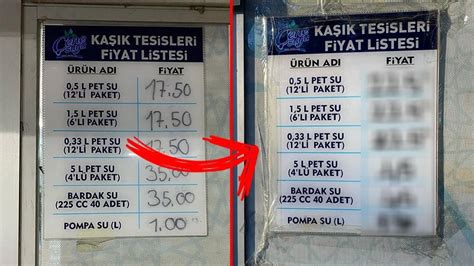 KAŞIK TESİSLERİ
FİYAT LİSTESİ
ÜRÜN ADI FİYAT
0,5 L PET SU
(12'Lİ PAKET) 17.50
1,5 L PET SU
(6'LI PAKET) 17.50
0,33 L PET SU
(12'Lİ PAKET) 17.50
5 L PET SU
(4'LÜ PAKET) 35.00
BARDAK SU
(225 CC 40 ADET) 35.00
POMPA SU (L) 1.00
KAŞIK TESİSLERİ
FİYAT LİSTESİ
ÜRÜN ADI FİYAT
0,5 L PET SU
(12'Lİ PAKET)
1,5 L PET SU
(6'LI PAKET)
0,33 L PET SU
(12'Lİ PAKET)
5 L PET SU
(4'LÜ PAKET)
BARDAK SU
(225 CC 40 ADET)
POMPA SU (L)